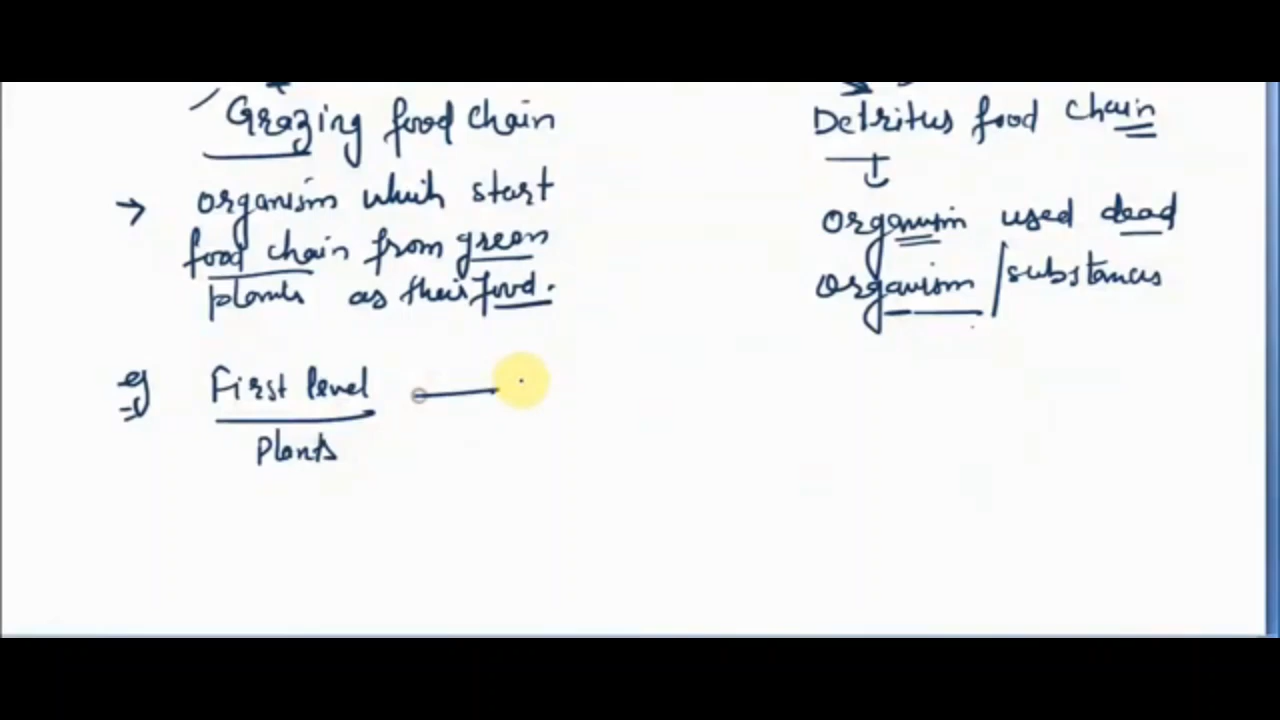 Grazing food chain
→ organism which start
food chain from green
plants as their food.
eg First level
Plants
Detritus food chain
organism used dead
organism/substances